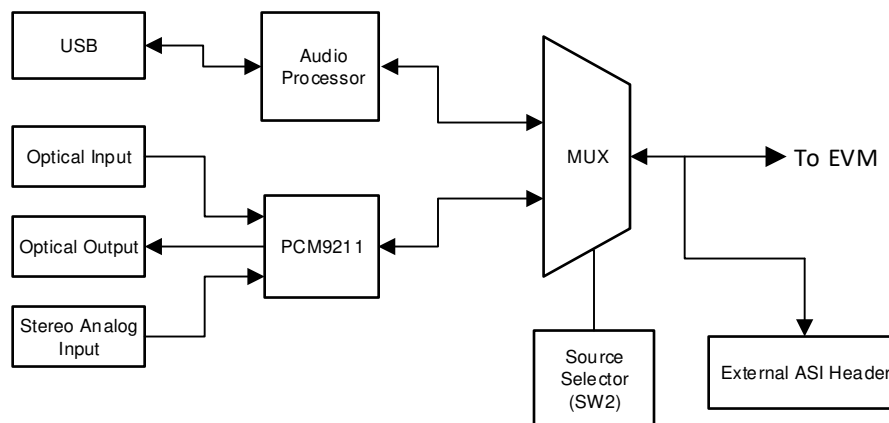 USB
Audio
Processor
Optical Input
Optical Output
Stereo Analog
Input
PCM9211
MUX
To EVM
Source
Selector
(SW2)
External ASI Header